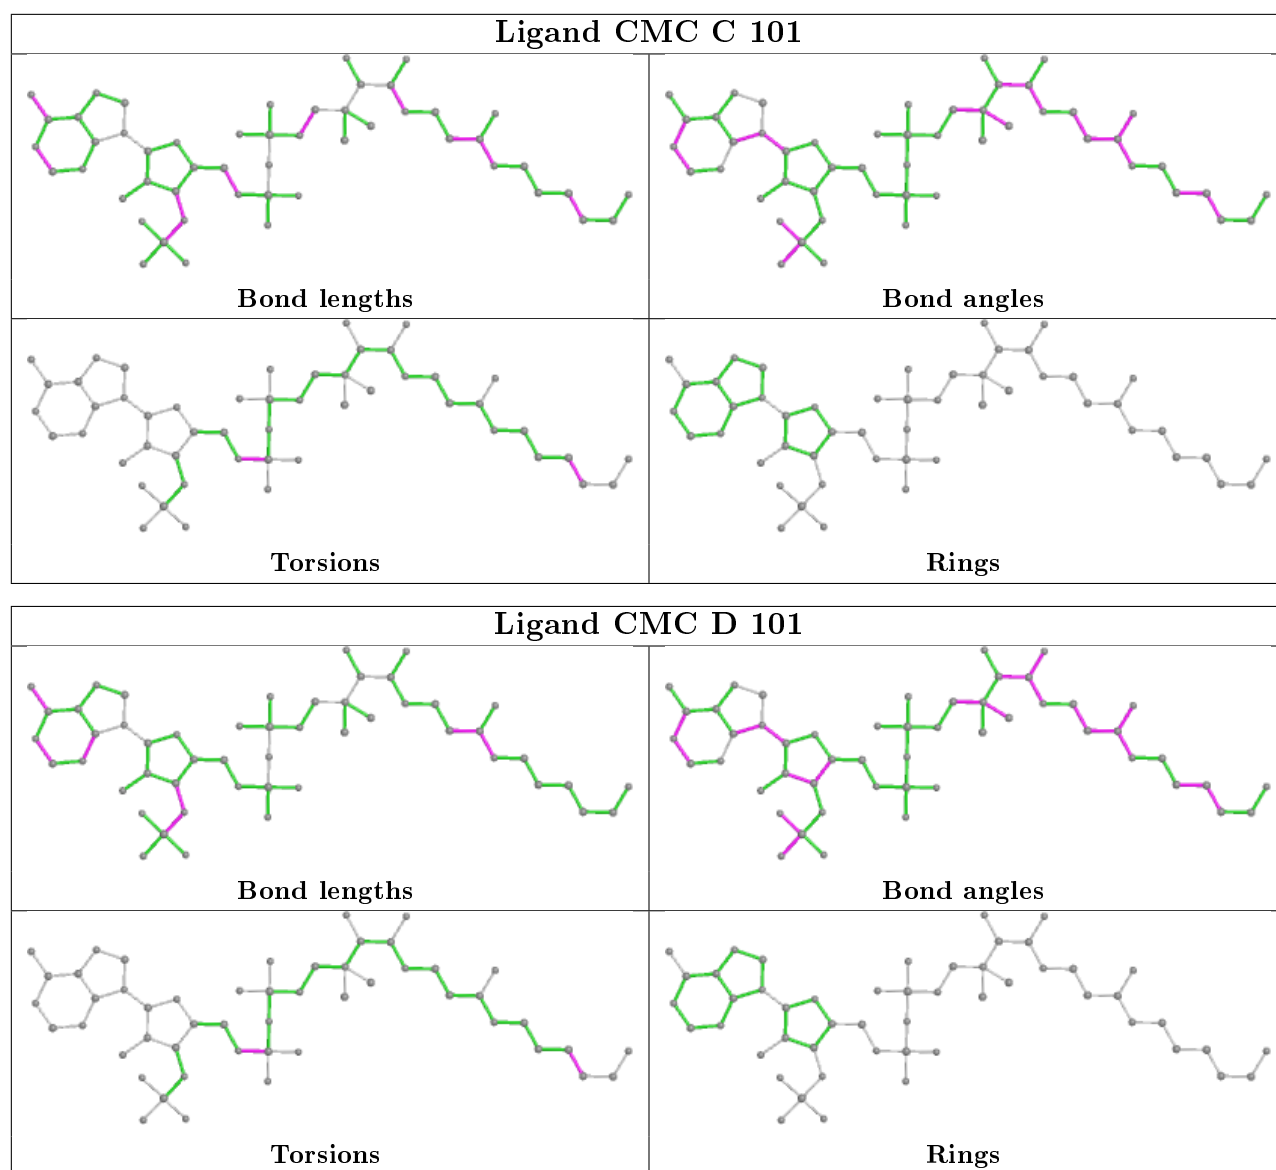 Ligand CMC C 101
Bond lengths
Bond angles
Torsions
Rings
Ligand CMC D 101
Bond lengths
Bond angles
Torsions
Rings